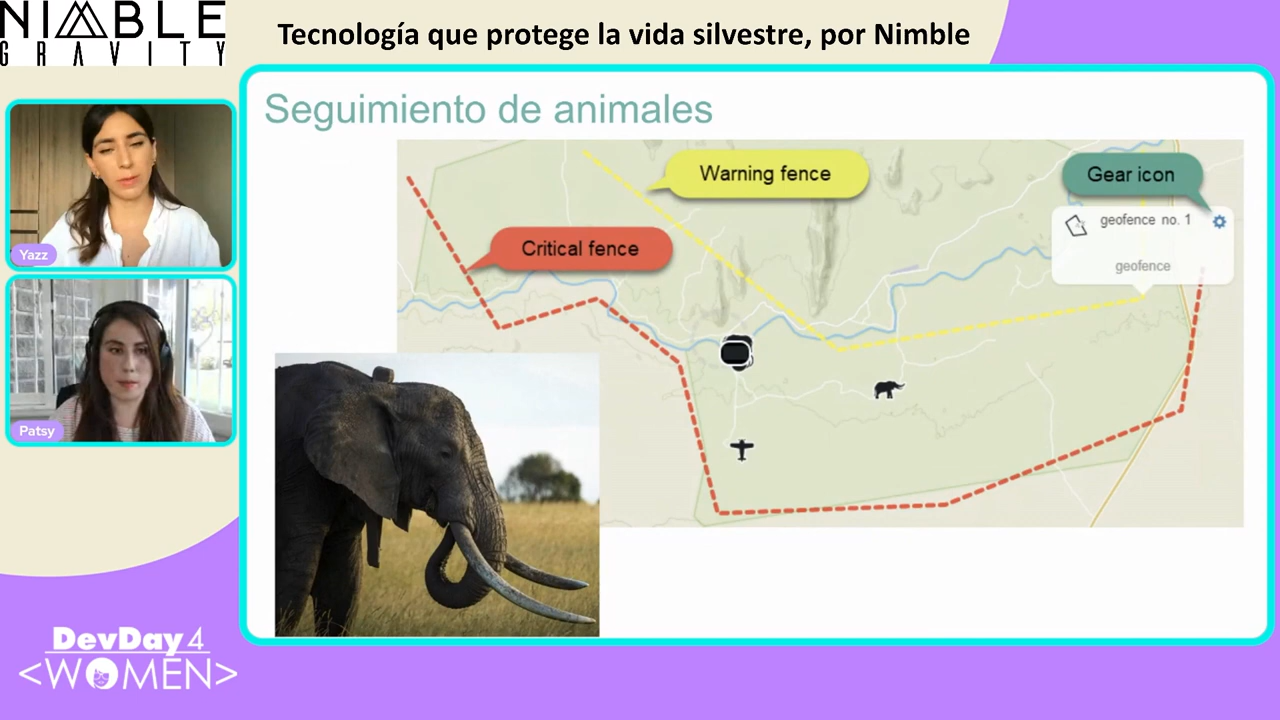 NIMBLE
GRAVITY
Tecnología que protege la vida silvestre, por Nimble
Yazz
Patsy
Seguimiento de animales
Warning fence
Gear icon
geofence no. 1
geofence
Critical fence
DevDay4
<WOMEN>